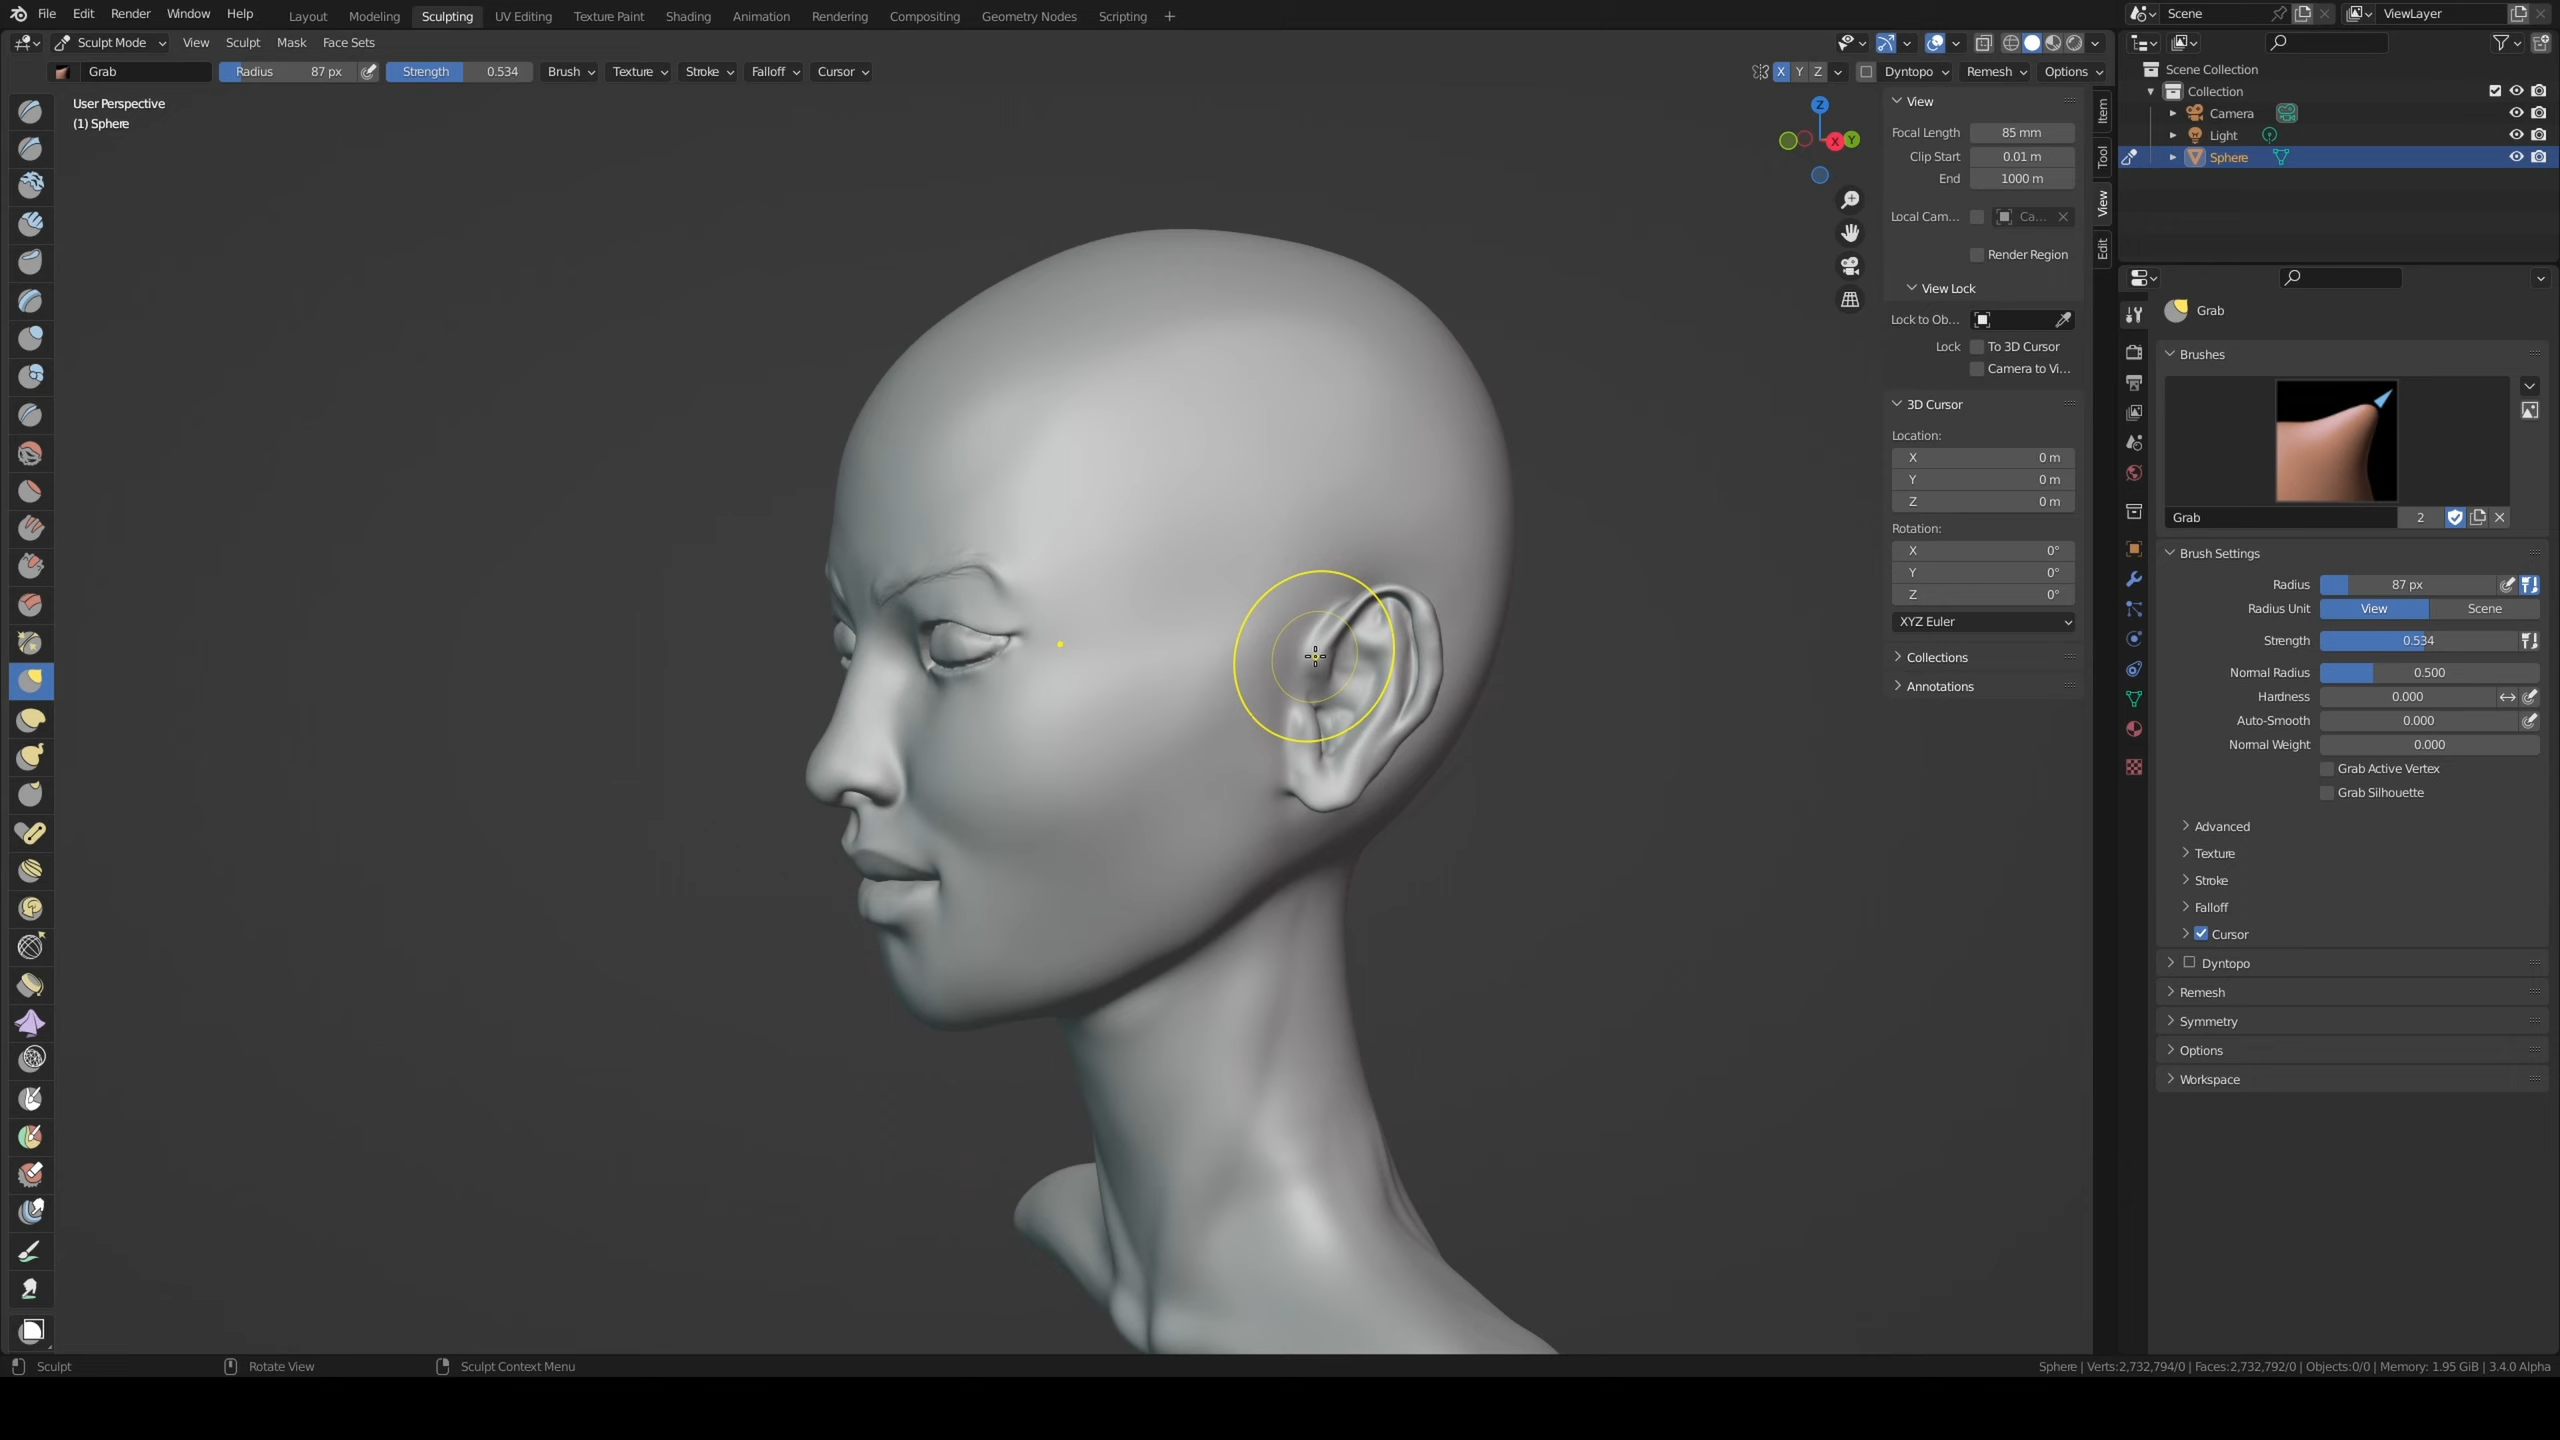 File Edit Render Window Help Layout Modeling Sculpting UV Editing Texture Paint Shading Animation Rendering Compositing Geometry Nodes Scripting + Scene ViewLayer
Sculpt Mode View Sculpt Mask Face Sets
Grab Radius 87 px Strength 0.534 Brush Texture Stroke Falloff Cursor X Y Z Dyntopo Remesh Options
User Perspective
(1) Sphere
Z
X
Y
View
Focal Length 85 mm
Clip Start 0.01 m
End 1000 m
Local Cam... Ca...
Render Region
View Lock
Lock to Ob...
Lock To 3D Cursor
Camera to Vi...
3D Cursor
Location:
X 0 m
Y 0 m
Z 0 m
Rotation:
X 0°
Y 0°
Z 0°
XYZ Euler
Collections
Annotations
Item
Tool
View
Edit
Scene Collection
Collection
Camera
Light
Sphere
Grab
Brushes
Grab 2
Brush Settings
Radius 87 px
Radius Unit View Scene
Strength 0.534
Normal Radius 0.500
Hardness 0.000
Auto-Smooth 0.000
Normal Weight 0.000
Grab Active Vertex
Grab Silhouette
Advanced
Texture
Stroke
Falloff
Cursor
Dyntopo
Remesh
Symmetry
Options
Workspace
Sculpt Rotate View Sculpt Context Menu Sphere | Verts:2,732,794/0 | Faces:2,732,792/0 | Objects:0/0 | Memory: 1.95 GiB | 3.4.0 Alpha